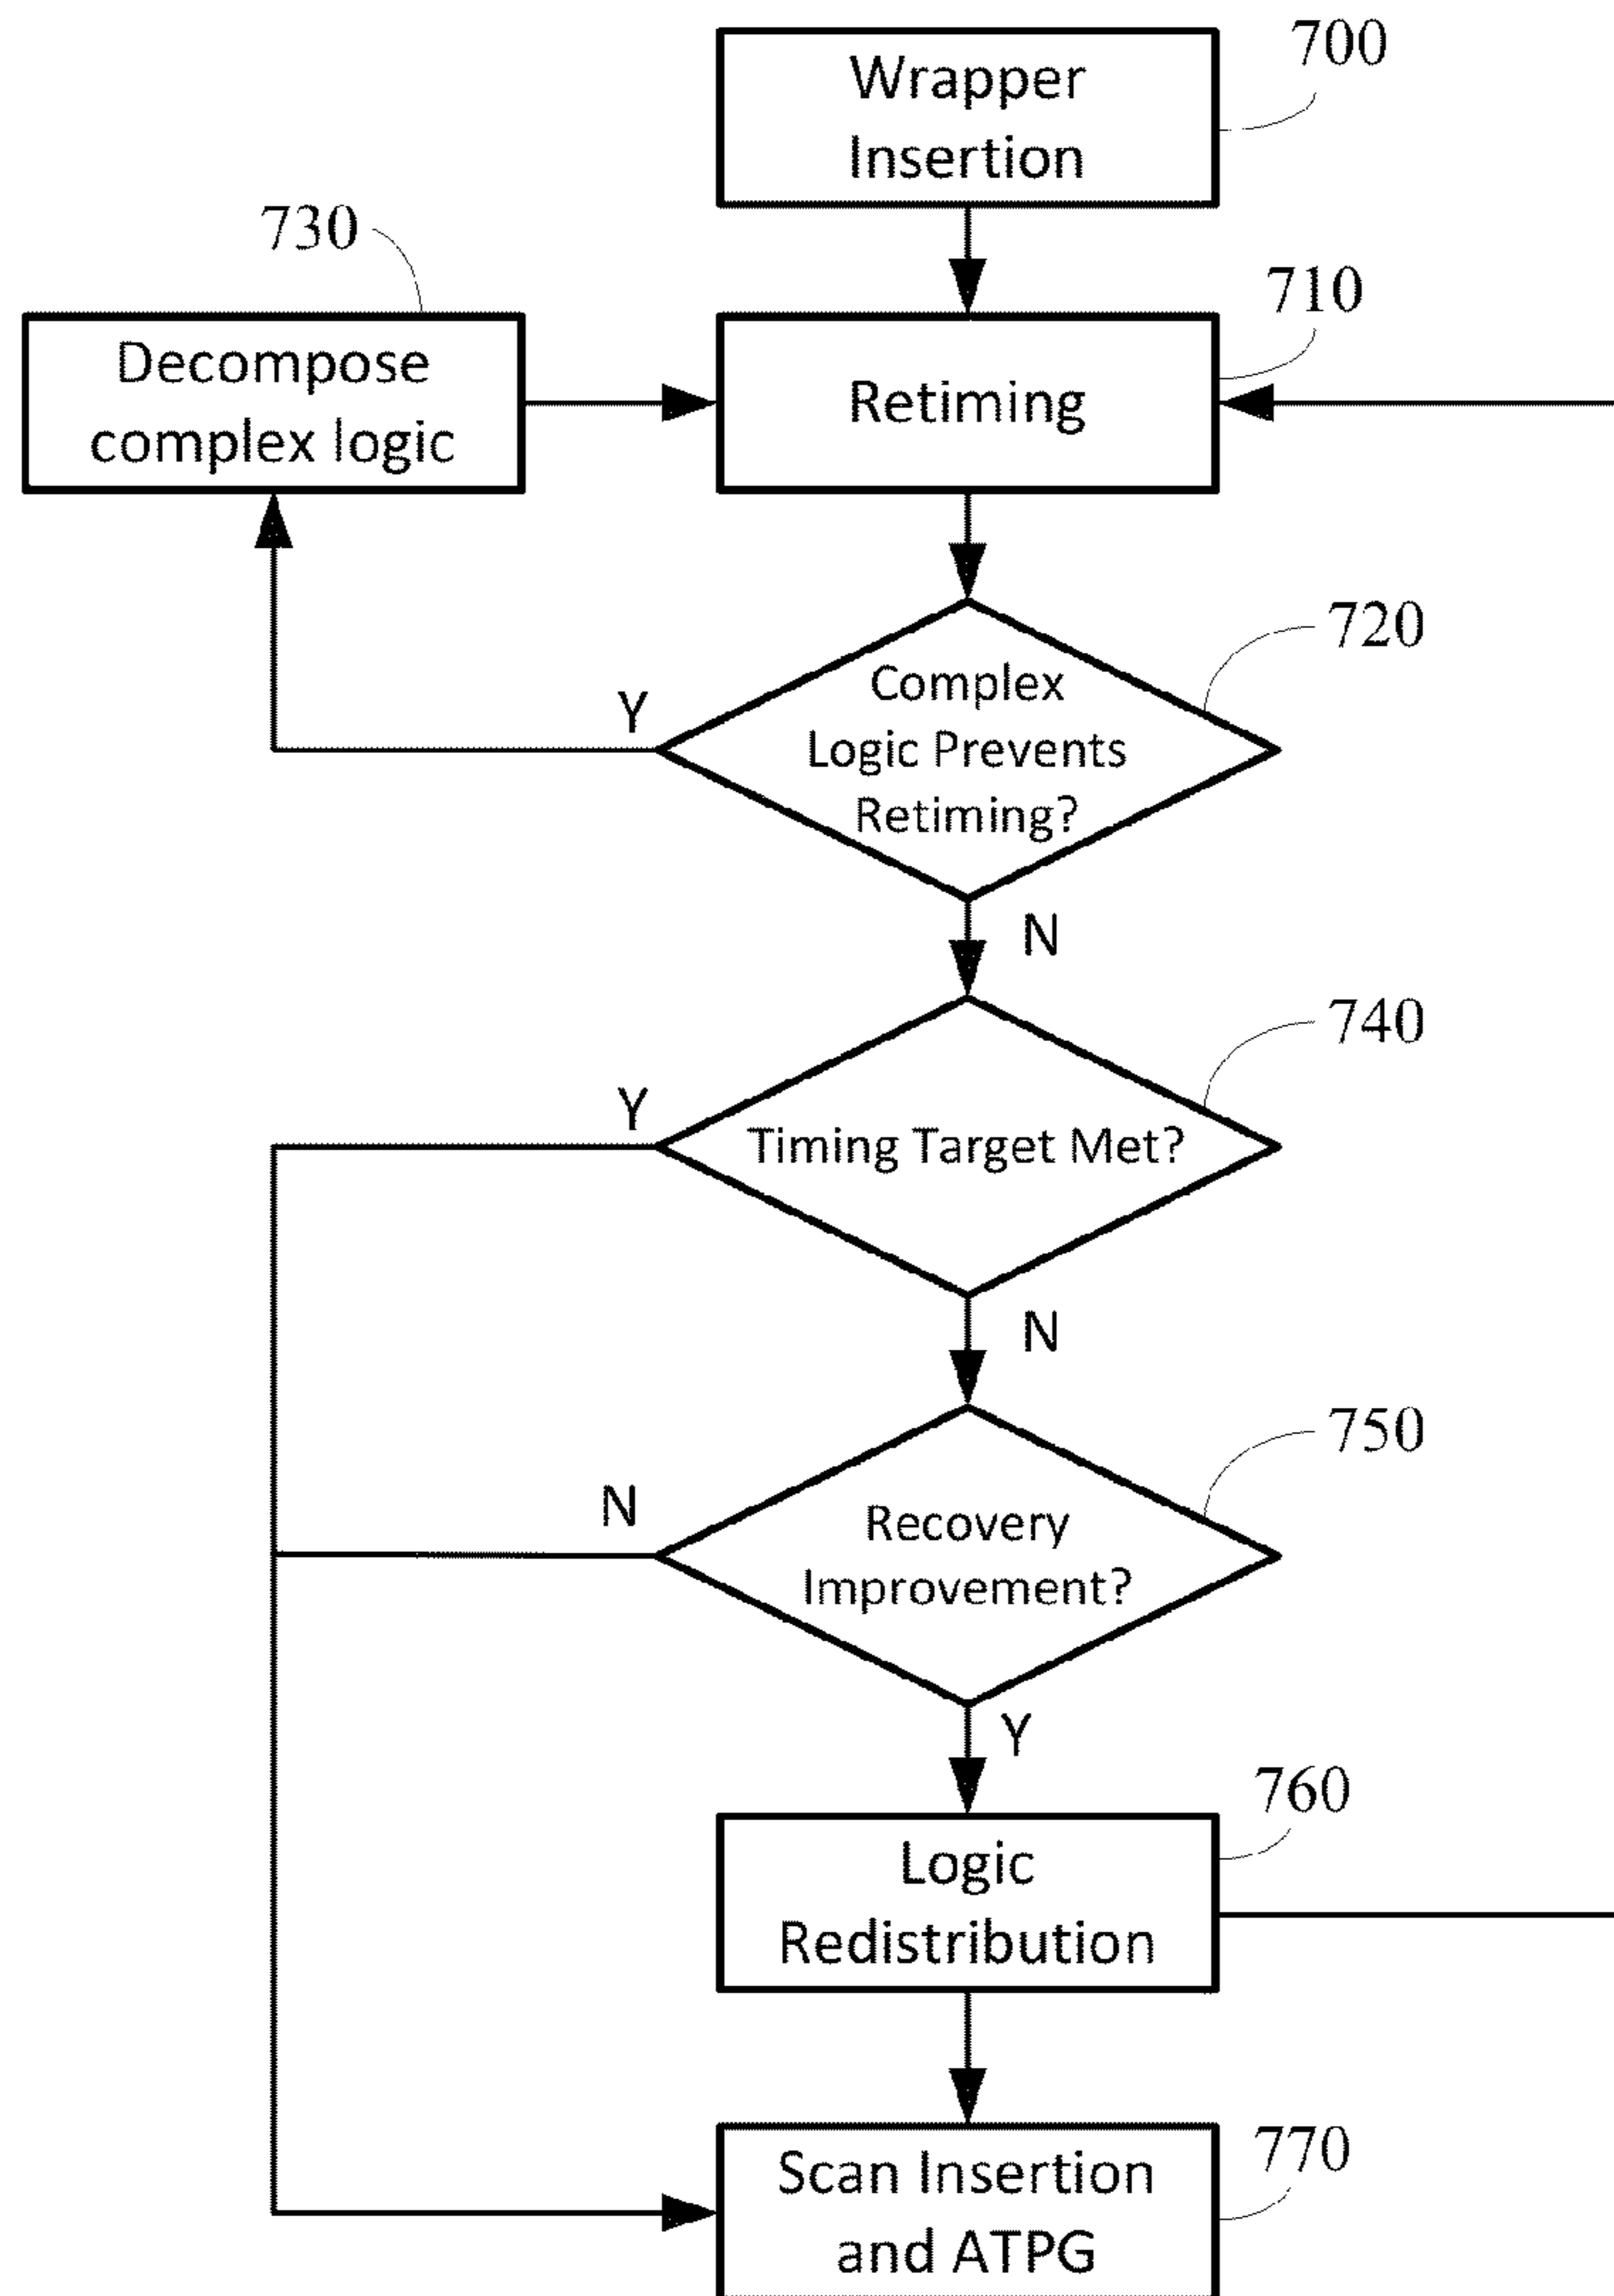 700
Wrapper
Insertion
730
710
Decompose
complex logic
Retiming
720
Complex
Logic Prevents
Retiming?
Y
N
740
Timing Target Met?
Y
N
750
Recovery
Improvement?
N
Y
760
Logic
Redistribution
770
Scan Insertion
and ATPG